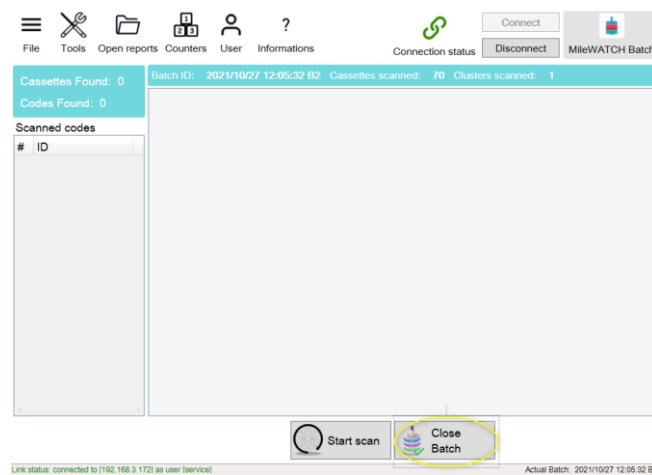 File Tools Open reports Counters User Informations
1
2 3
?
Connection status
Connect
Disconnect
MileWATCH Batch
Cassettes Found: 0
Codes Found: 0
Batch ID: 2021/10/27 12:05:32 B2 Cassettes scanned: 70 Clusters scanned: 1
Scanned codes
# ID
Start scan
Close
Batch
Link status: connected to [192.168.3.172] as user [service]
Actual Batch: 2021/10/27 12:05:32 B